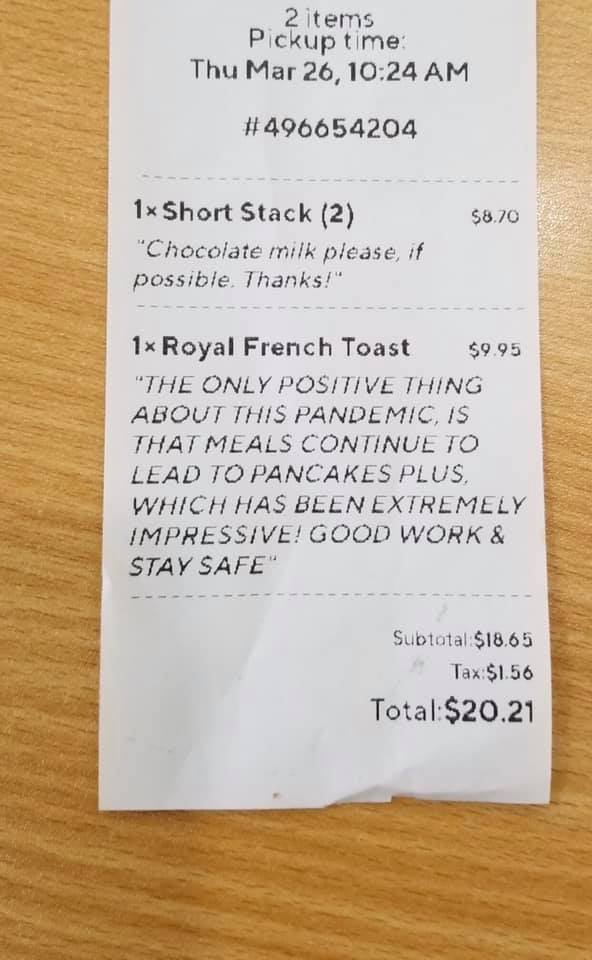 2 items
Pickup time:
Thu Mar 26, 10:24 AM
#496654204
1× Short Stack (2) $8.70
"Chocolate milk please, if
possible. Thanks!"
1× Royal French Toast $9.95
"THE ONLY POSITIVE THING
ABOUT THIS PANDEMIC, IS
THAT MEALS CONTINUE TO
LEAD TO PANCAKES PLUS,
WHICH HAS BEEN EXTREMELY
IMPRESSIVE! GOOD WORK &
STAY SAFE"
Subtotal:$18.65
Tax:$1.56
Total:$20.21